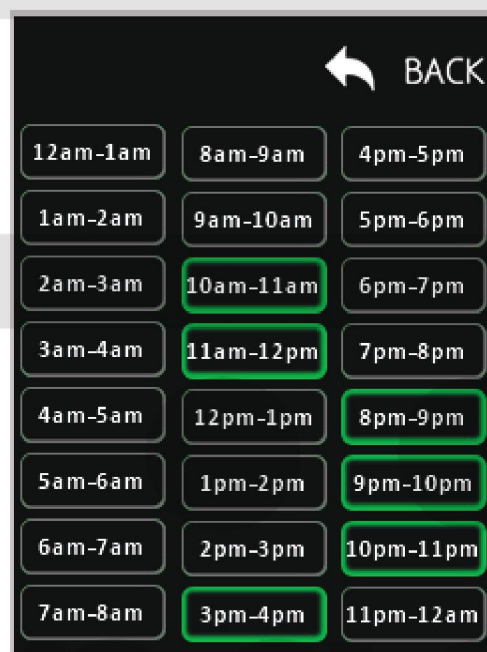 BACK
12am-1am 8am-9am 4pm-5pm
1am-2am 9am-10am 5pm-6pm
2am-3am 10am-11am 6pm-7pm
3am-4am 11am-12pm 7pm-8pm
4am-5am 12pm-1pm 8pm-9pm
5am-6am 1pm-2pm 9pm-10pm
6am-7am 2pm-3pm 10pm-11pm
7am-8am 3pm-4pm 11pm-12am